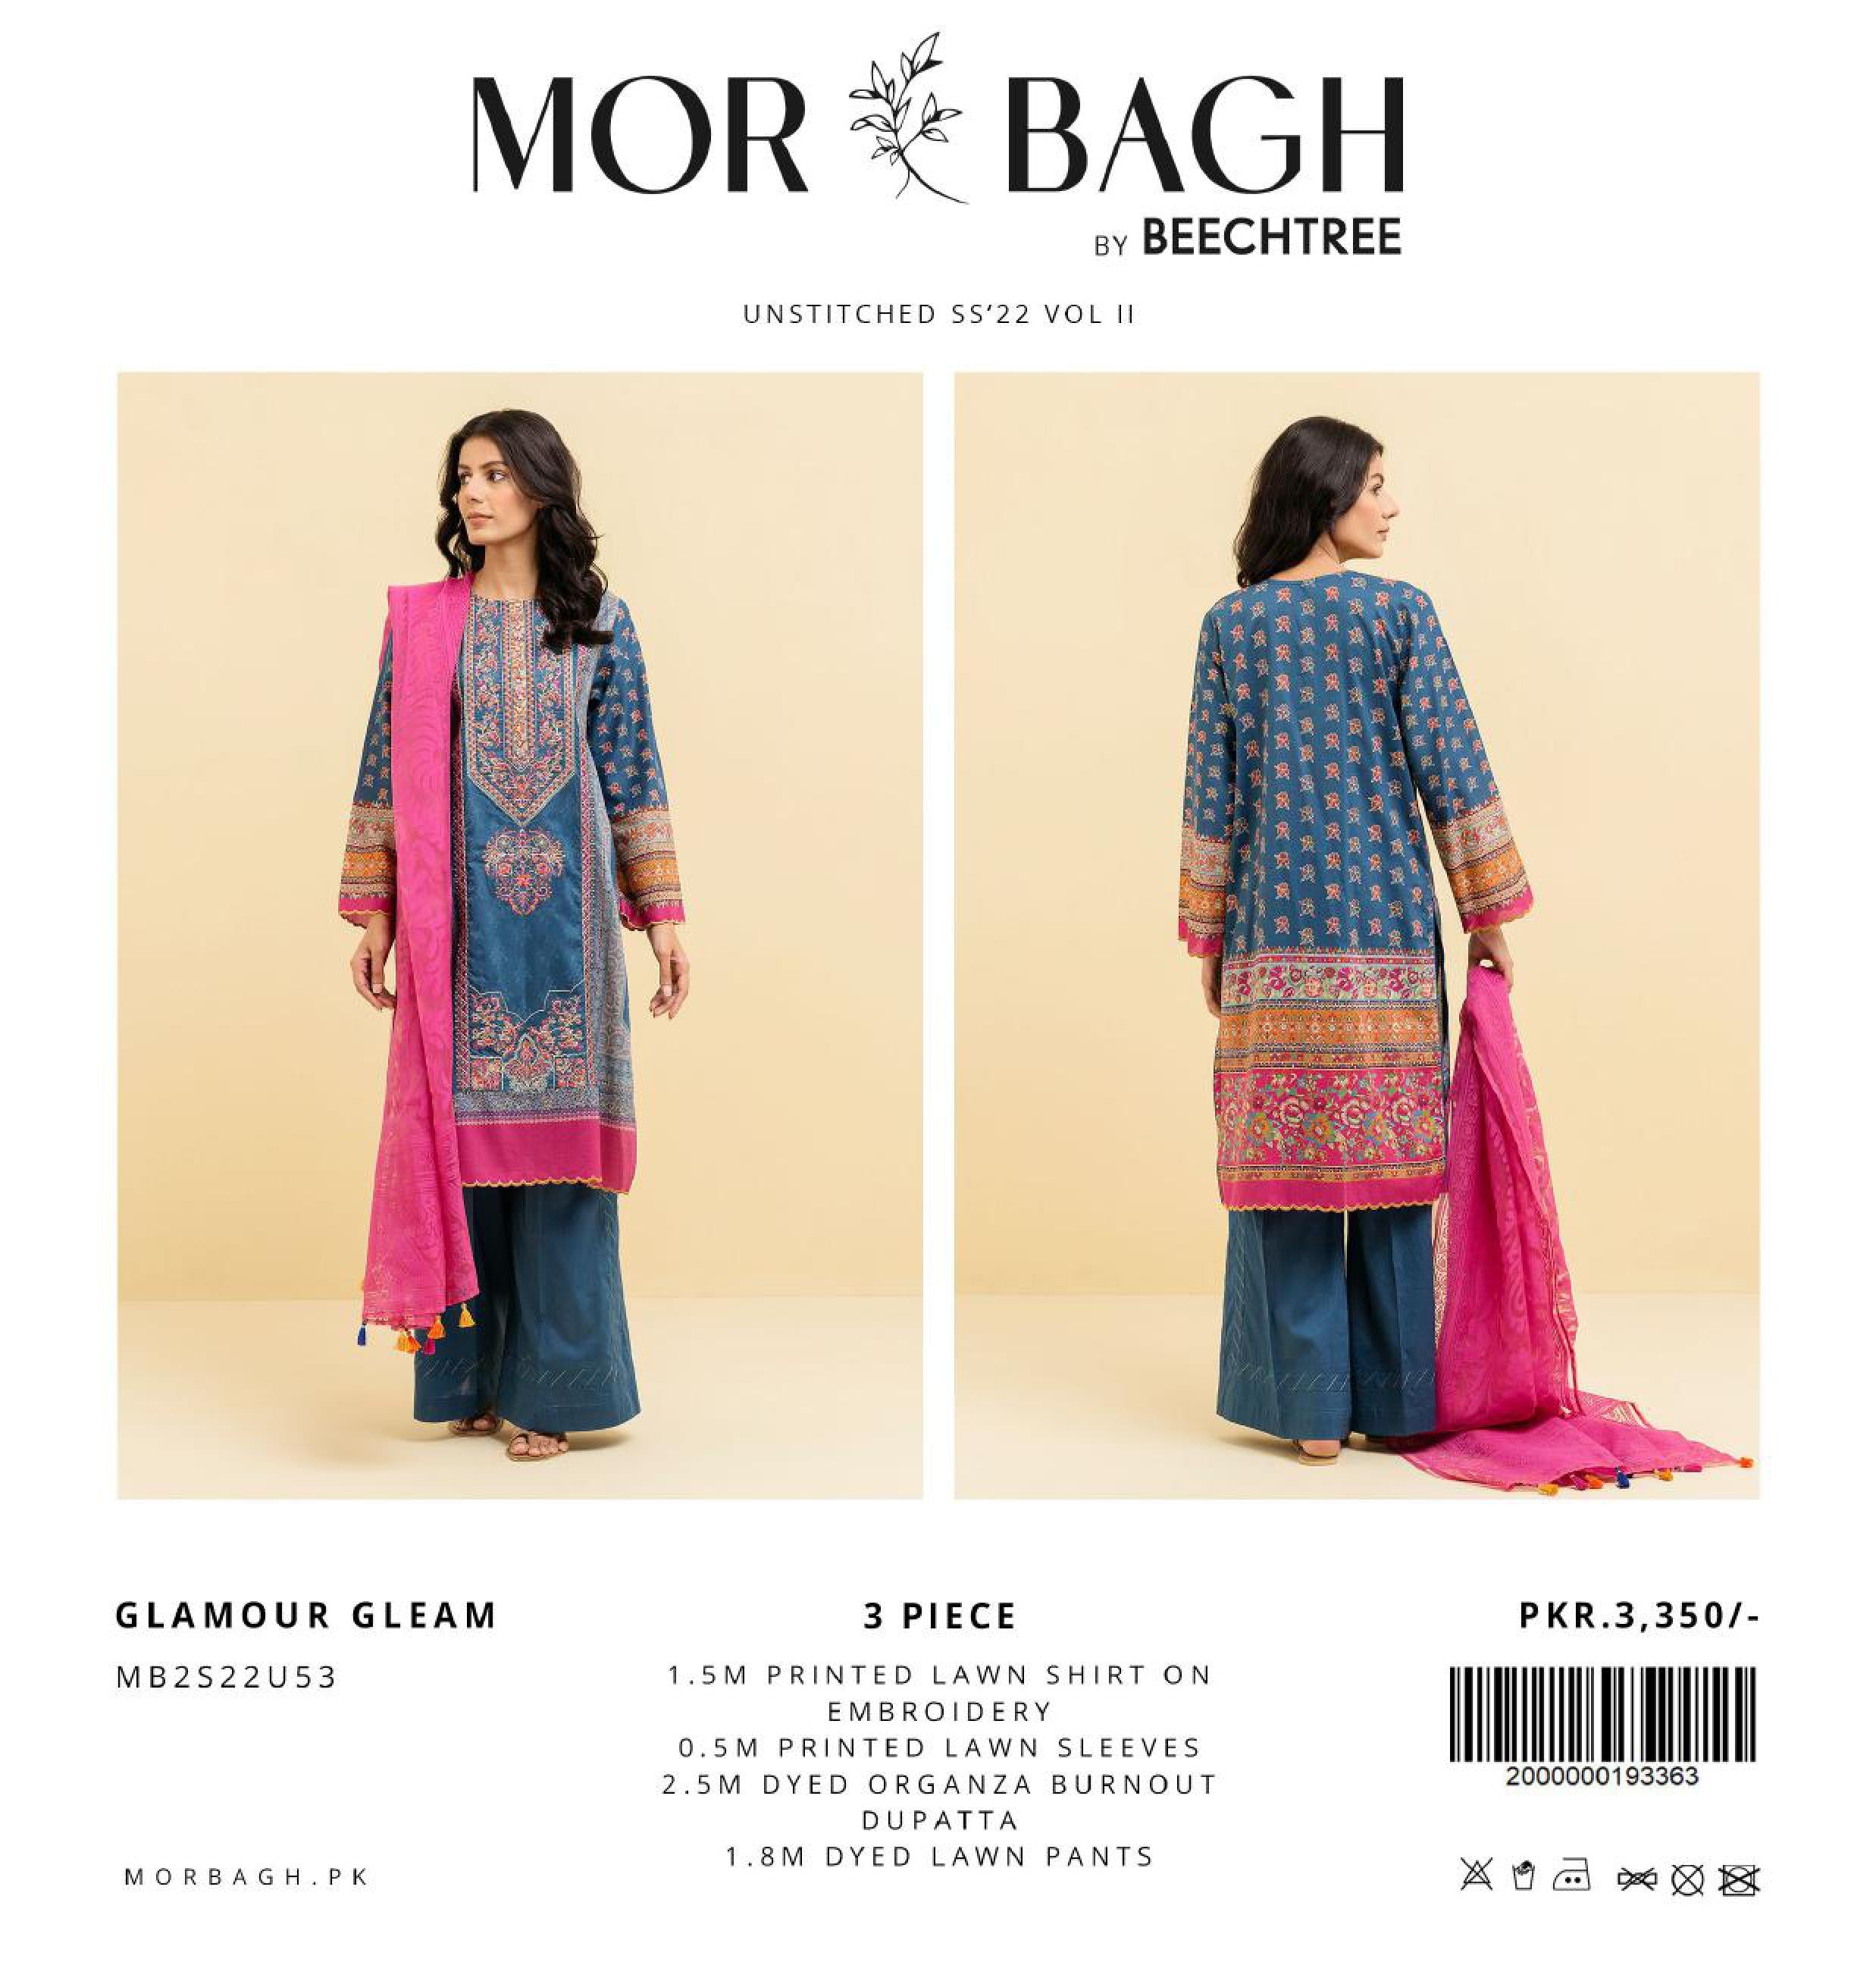 MOR BAGH
BY BEECHTREE
UNSTITCHED SS'22 VOL II
GLAMOUR GLEAM
MB2S22U53
MORBAGH.PK
3 PIECE
1.5M PRINTED LAWN SHIRT ON
EMBROIDERY
0.5M PRINTED LAWN SLEEVES
2.5M DYED ORGANZA BURNOUT
DUPATTA
1.8M DYED LAWN PANTS
PKR.3,350/-
2000000193363